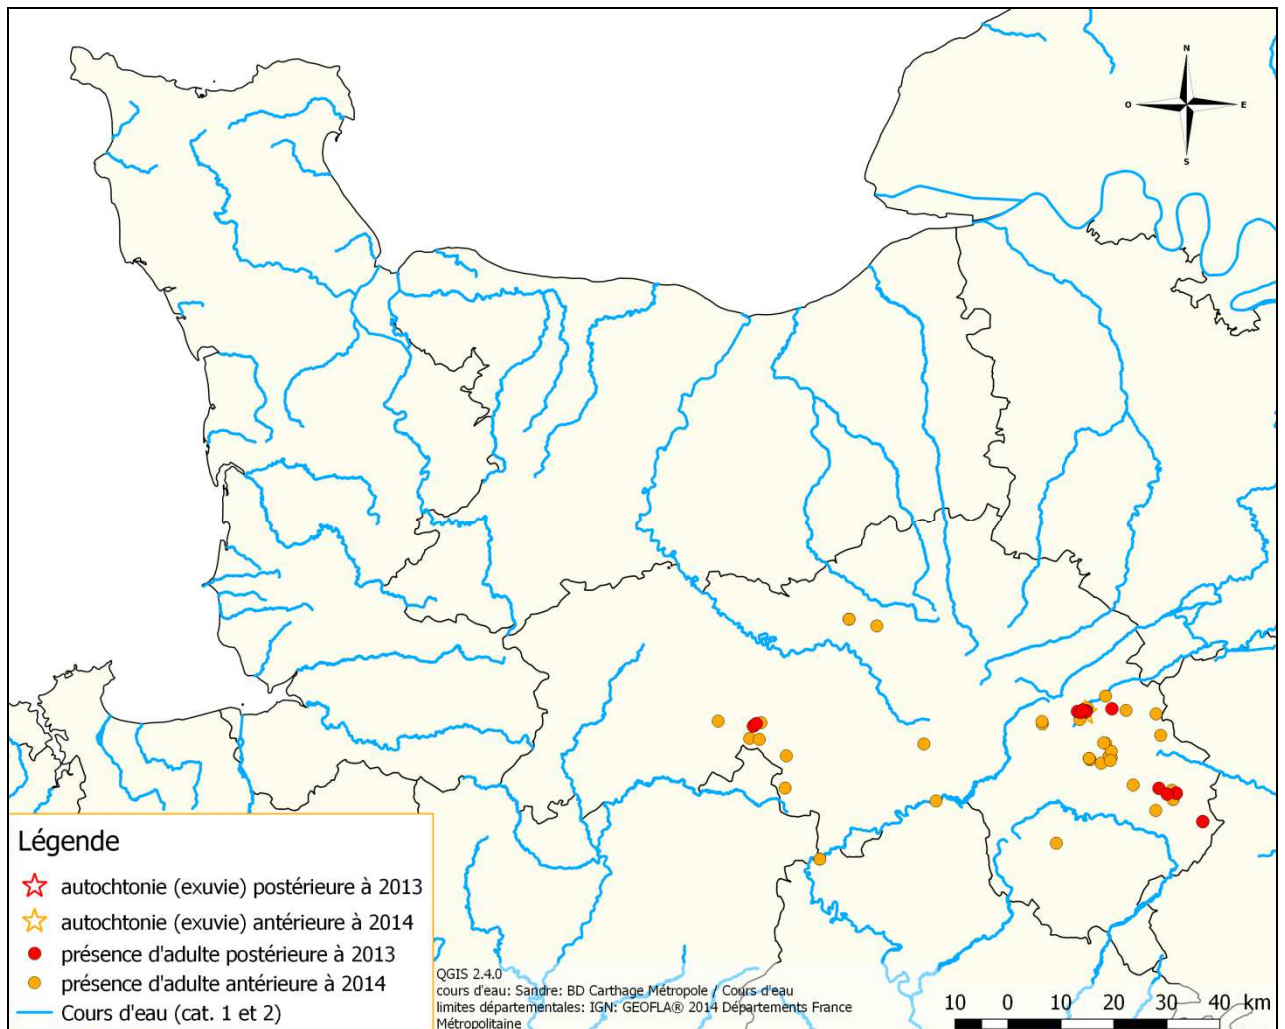 N
O
E
S
Légende
autochtonie (exuvie) postérieure à 2013
autochtonie (exuvie) antérieure à 2014
présence d'adulte postérieure à 2013
présence d'adulte antérieure à 2014
Cours d'eau (cat. 1 et 2)
QGIS 2.4.0
cours d'eau: Sandre: BD Carthage Métropole / Cours d'eau
limites départementales: IGN: GEOFLA® 2014 Départements France
Métropolitaine
10 0 10 20 30 40 km